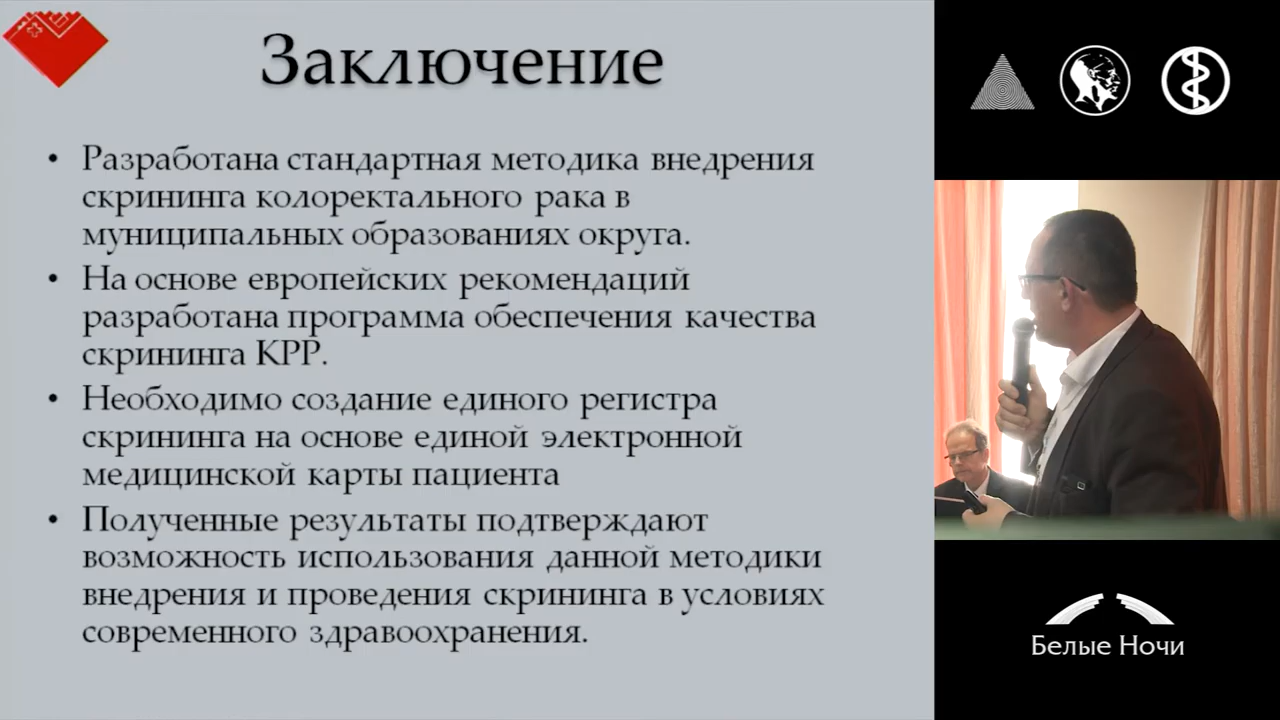 Заключение
• Разработана стандартная методика внедрения
скрининга колоректального рака в
муниципальных образованиях округа.
• На основе европейских рекомендаций
разработана программа обеспечения качества
скрининга КРР.
• Необходимо создание единого регистра
скрининга на основе единой электронной
медицинской карты пациента
• Полученные результаты подтверждают
возможность использования данной методики
внедрения и проведения скрининга в условиях
современного здравоохранения.
Белые Ночи